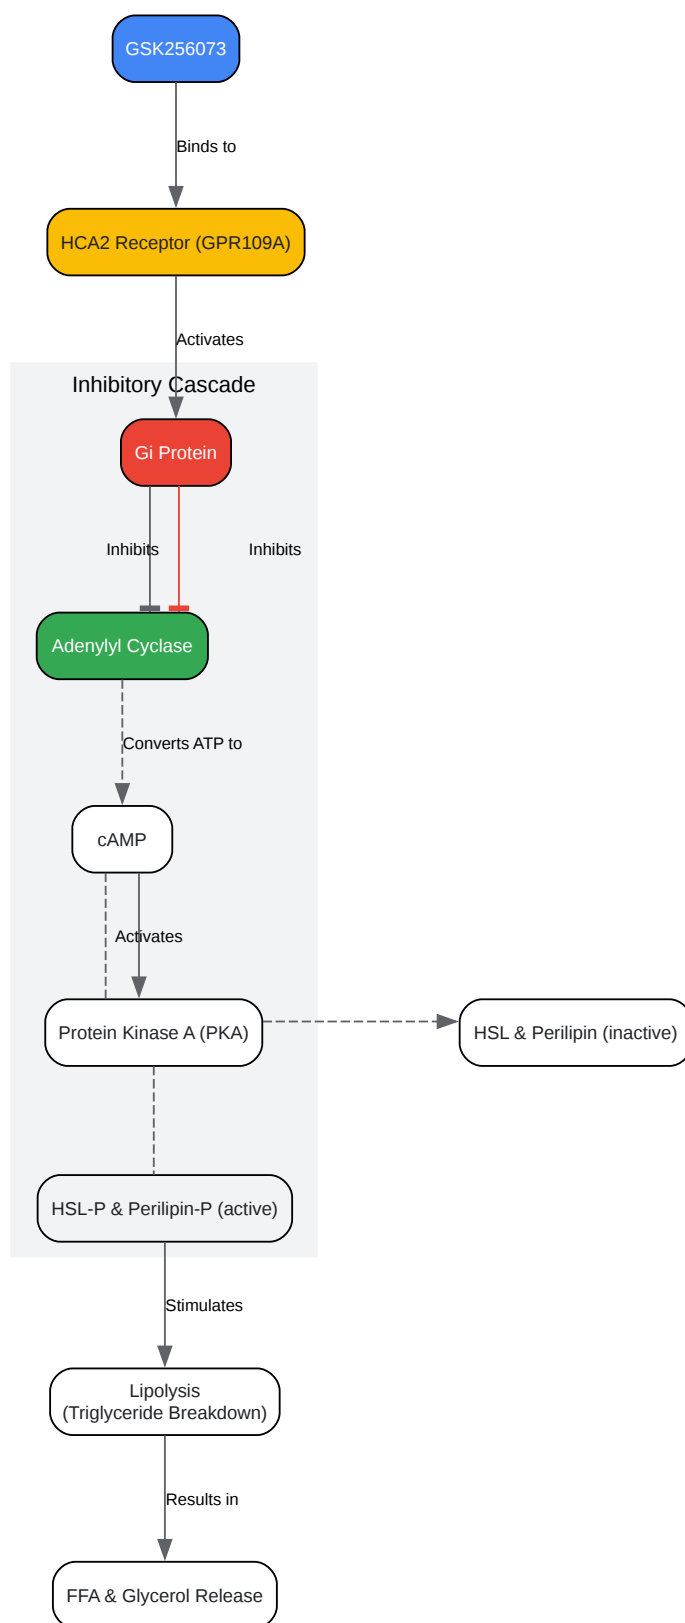 GSK256073
Binds to
HCA2 Receptor (GPR109A)
Activates
Inhibitory Cascade
Gi Protein
Inhibits
Inhibits
Adenylyl Cyclase
Converts ATP to
cAMP
Activates
Protein Kinase A (PKA)
HSL & Perilipin (inactive)
HSL-P & Perilipin-P (active)
Stimulates
Lipolysis
(Triglyceride Breakdown)
Results in
FFA & Glycerol Release